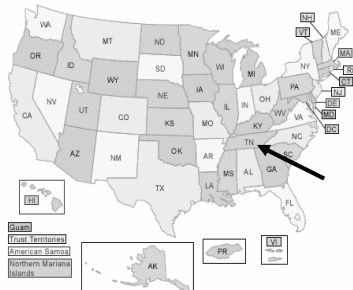 NH
WA
ME
VT
MT
ND
MN
OR
ID
SD
WI
NY
MA
MI
R
WY
CT
IA
PA
NJ
NE
NV
OH
DE
UT
IL
IN
MD
CA
CO
WV
VA
DC
KS
MO
KY
NC
TN
AZ
OK
NM
AR
SC
MS
AL
GA
TX
LA
FL
HI
Guam
Trust Territories
American Samoa
Northern Mariana
Islands
AK
PR
VI